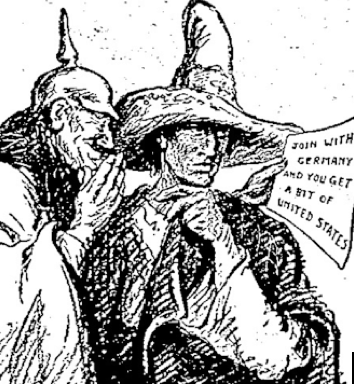 JOIN WITH
GERMANY
AND YOU GET
A BIT OF
UNITED STATES